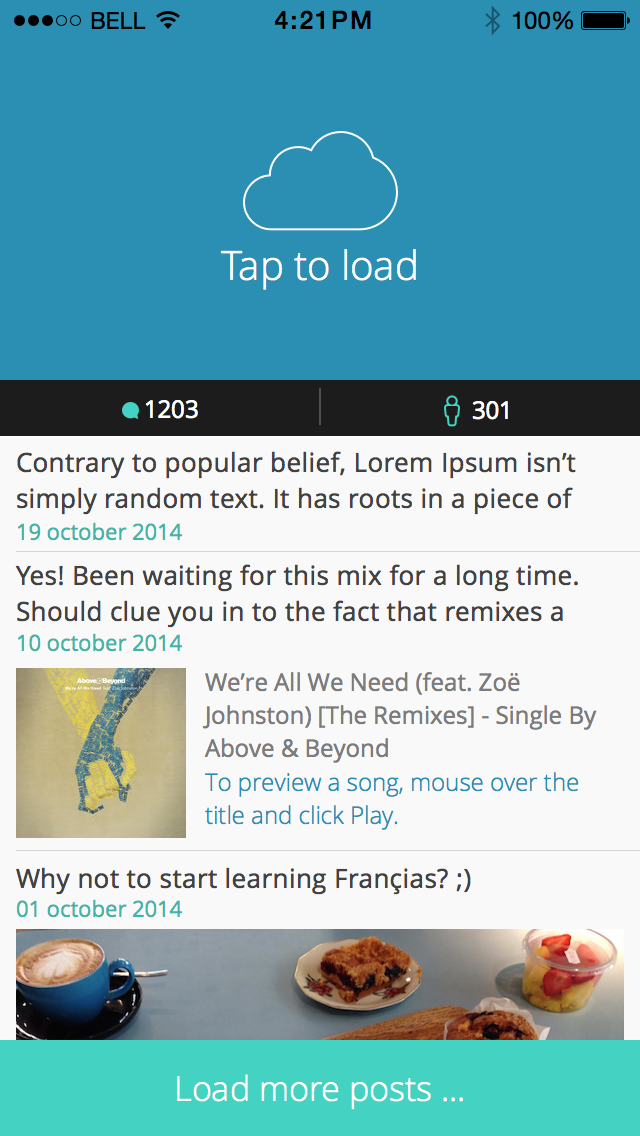 BELL 4:21PM 100%
Tap to load
1203 301
Contrary to popular belief, Lorem Ipsum isn’t
simply random text. It has roots in a piece of
19 october 2014
Yes! Been waiting for this mix for a long time.
Should clue you in to the fact that remixes a
10 october 2014
Above & Beyond
We're All We Need feat. Zoë Johnston
We’re All We Need (feat. Zoë
Johnston) [The Remixes] - Single By
Above & Beyond
To preview a song, mouse over the
title and click Play.
Why not to start learning Françias? ;)
01 october 2014
Load more posts ...